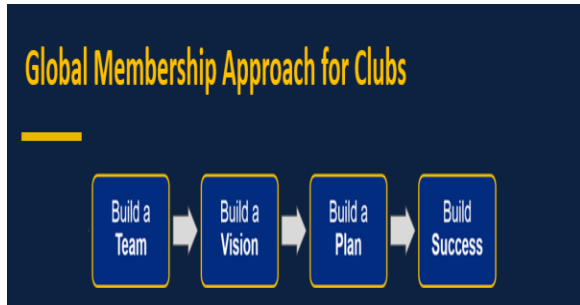 Global Membership Approach for Clubs
Build a
Team
Build a
Vision
Build a
Plan
Build
Success